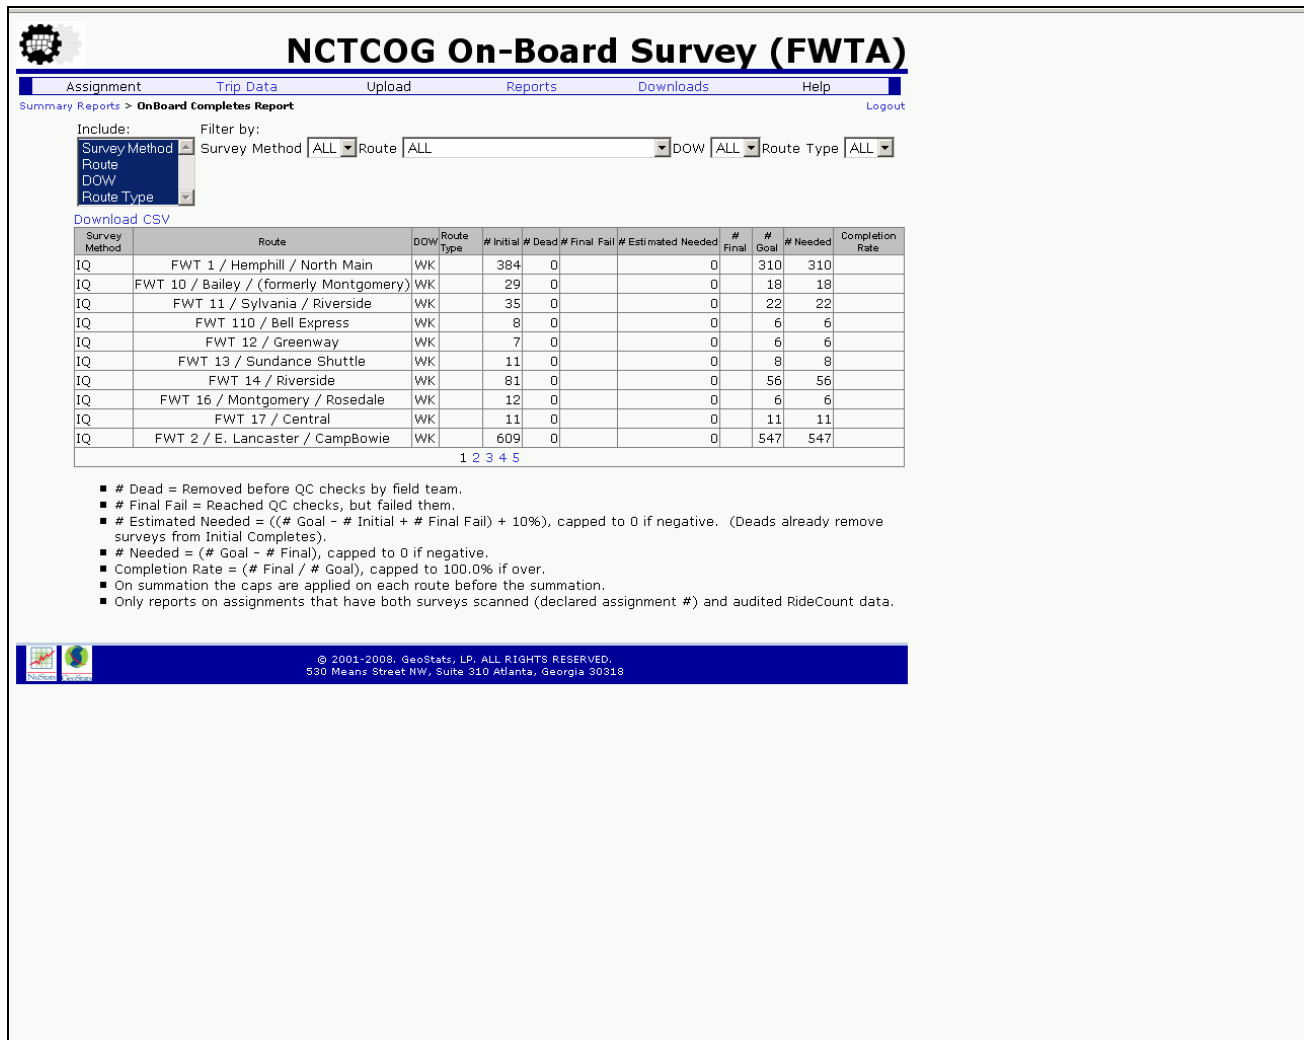 NCTCOG On-Board Survey (FWTA)
Assignment Trip Data Upload Reports Downloads Help
Summary Reports > OnBoard Completes Report Logout
Include: Filter by:
Survey Method Survey Method ALL Route ALL DOW ALL Route Type ALL
Route
DOW
Route Type
Download CSV
Survey Method Route DOW Route Type # Initial # Dead # Final Fail # Estimated Needed # Final # Goal # Needed Completion Rate
IQ FWT 1 / Hemphill / North Main WK 384 0 0 310 310
IQ FWT 10 / Bailey / (formerly Montgomery) WK 29 0 0 18 18
IQ FWT 11 / Sylvania / Riverside WK 35 0 0 22 22
IQ FWT 110 / Bell Express WK 8 0 0 6 6
IQ FWT 12 / Greenway WK 7 0 0 6 6
IQ FWT 13 / Sundance Shuttle WK 11 0 0 8 8
IQ FWT 14 / Riverside WK 81 0 0 56 56
IQ FWT 16 / Montgomery / Rosedale WK 12 0 0 6 6
IQ FWT 17 / Central WK 11 0 0 11 11
IQ FWT 2 / E. Lancaster / CampBowie WK 609 0 0 547 547
1 2 3 4 5
■ # Dead = Removed before QC checks by field team.
■ # Final Fail = Reached QC checks, but failed them.
■ # Estimated Needed = ((# Goal - # Initial + # Final Fail) + 10%), capped to 0 if negative. (Deads already remove
surveys from Initial Completes).
■ # Needed = (# Goal - # Final), capped to 0 if negative.
■ Completion Rate = (# Final / # Goal), capped to 100.0% if over.
■ On summation the caps are applied on each route before the summation.
■ Only reports on assignments that have both surveys scanned (declared assignment #) and audited RideCount data.
NuStats GeoStats
© 2001-2008. GeoStats, LP. ALL RIGHTS RESERVED.
530 Means Street NW, Suite 310 Atlanta, Georgia 30318